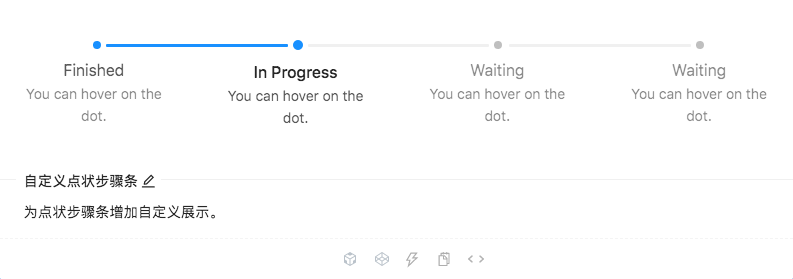 Finished
In Progress
Waiting
Waiting
You can hover on the
dot.
You can hover on the
dot.
You can hover on the
dot.
You can hover on the
dot.
自定义点状步骤条
为点状步骤条增加自定义展示。